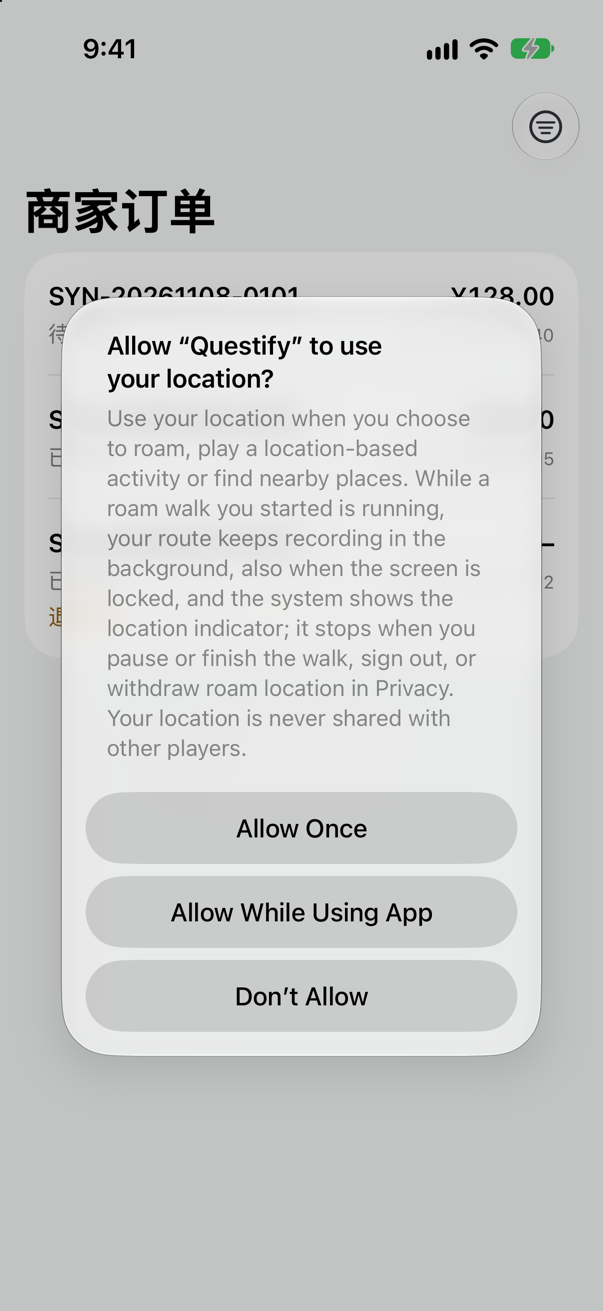 9:41
商家订单
SYN-20261108-0101 ¥128.00
Allow “Questify” to use
your location?
Use your location when you choose
to roam, play a location-based
activity or find nearby places. While a
roam walk you started is running,
your route keeps recording in the
background, also when the screen is
locked, and the system shows the
location indicator; it stops when you
pause or finish the walk, sign out, or
withdraw roam location in Privacy.
Your location is never shared with
other players.
Allow Once
Allow While Using App
Don’t Allow